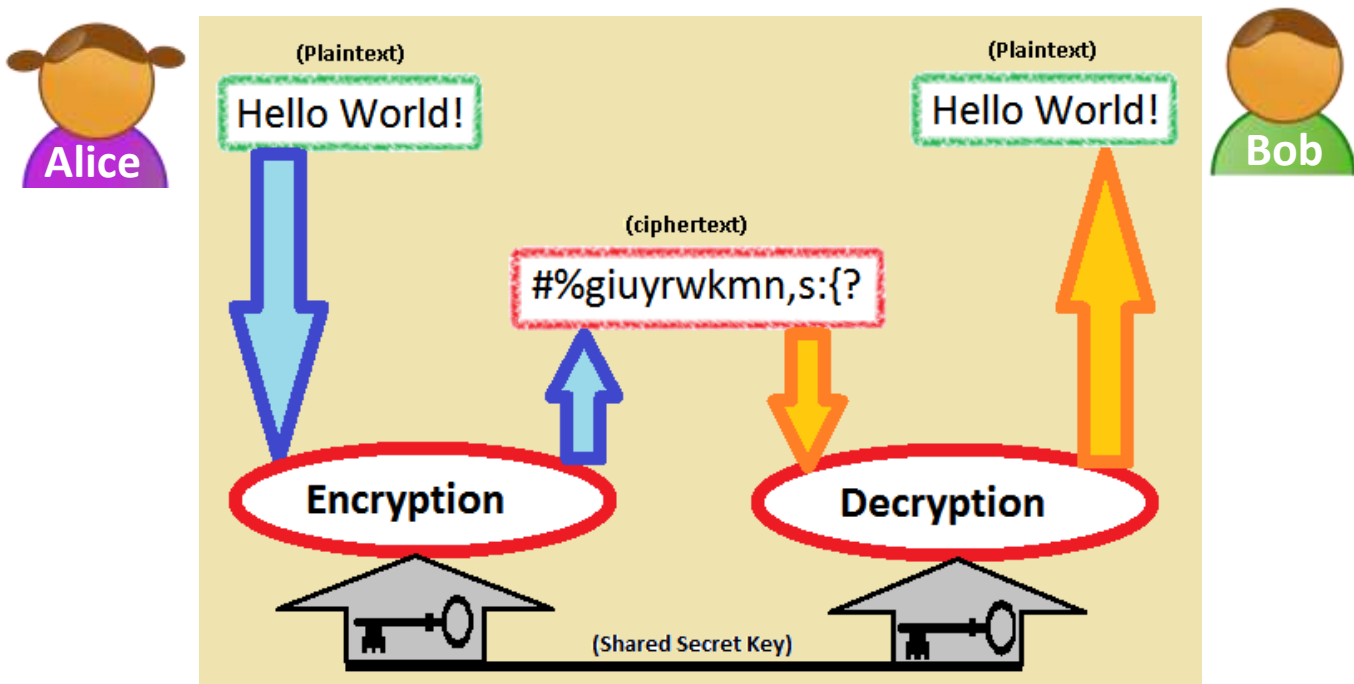 (Plaintext)
Hello World!
Alice
(Plaintext)
Hello World!
Bob
(ciphertext)
#%giuyrwkmn,s:{?
Encryption
Decryption
(Shared Secret Key)